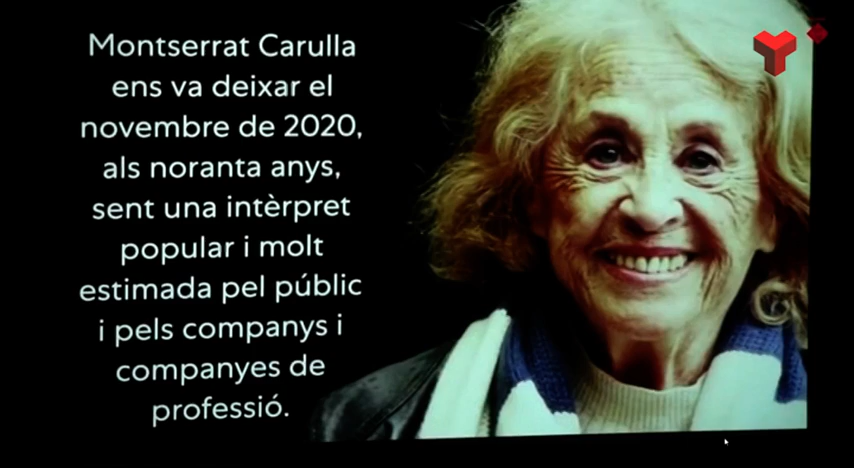 Montserrat Carulla
ens va deixar el
novembre de 2020,
als noranta anys,
sent una intèrpret
popular i molt
estimada pel públic
i pels companys i
companyes de
professió.